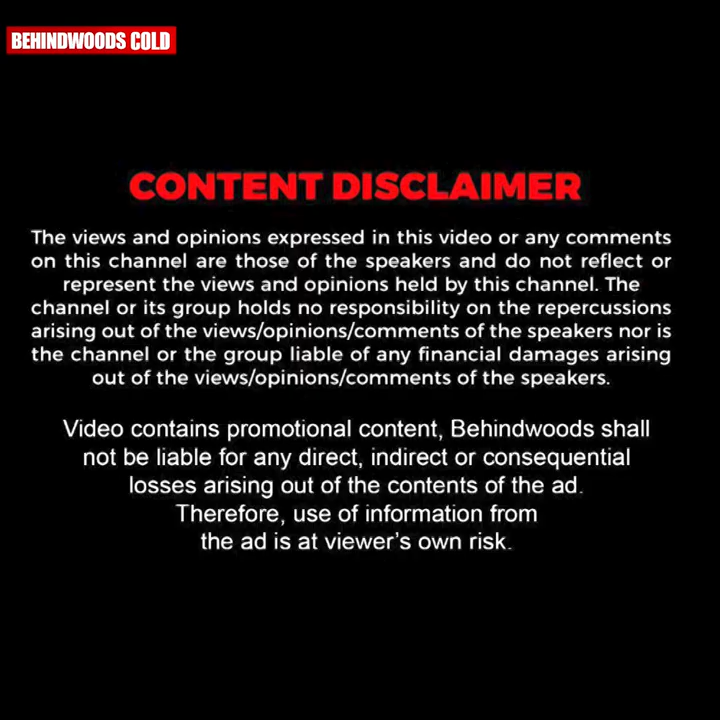 BEHINDWOODS COLD
CONTENT DISCLAIMER
The views and opinions expressed in this video or any comments
on this channel are those of the speakers and do not reflect or
represent the views and opinions held by this channel. The
channel or its group holds no responsibility on the repercussions
arising out of the views/opinions/comments of the speakers nor is
the channel or the group liable of any financial damages arising
out of the views/opinions/comments of the speakers.
Video contains promotional content, Behindwoods shall
not be liable for any direct, indirect or consequential
losses arising out of the contents of the ad.
Therefore, use of information from
the ad is at viewer’s own risk.